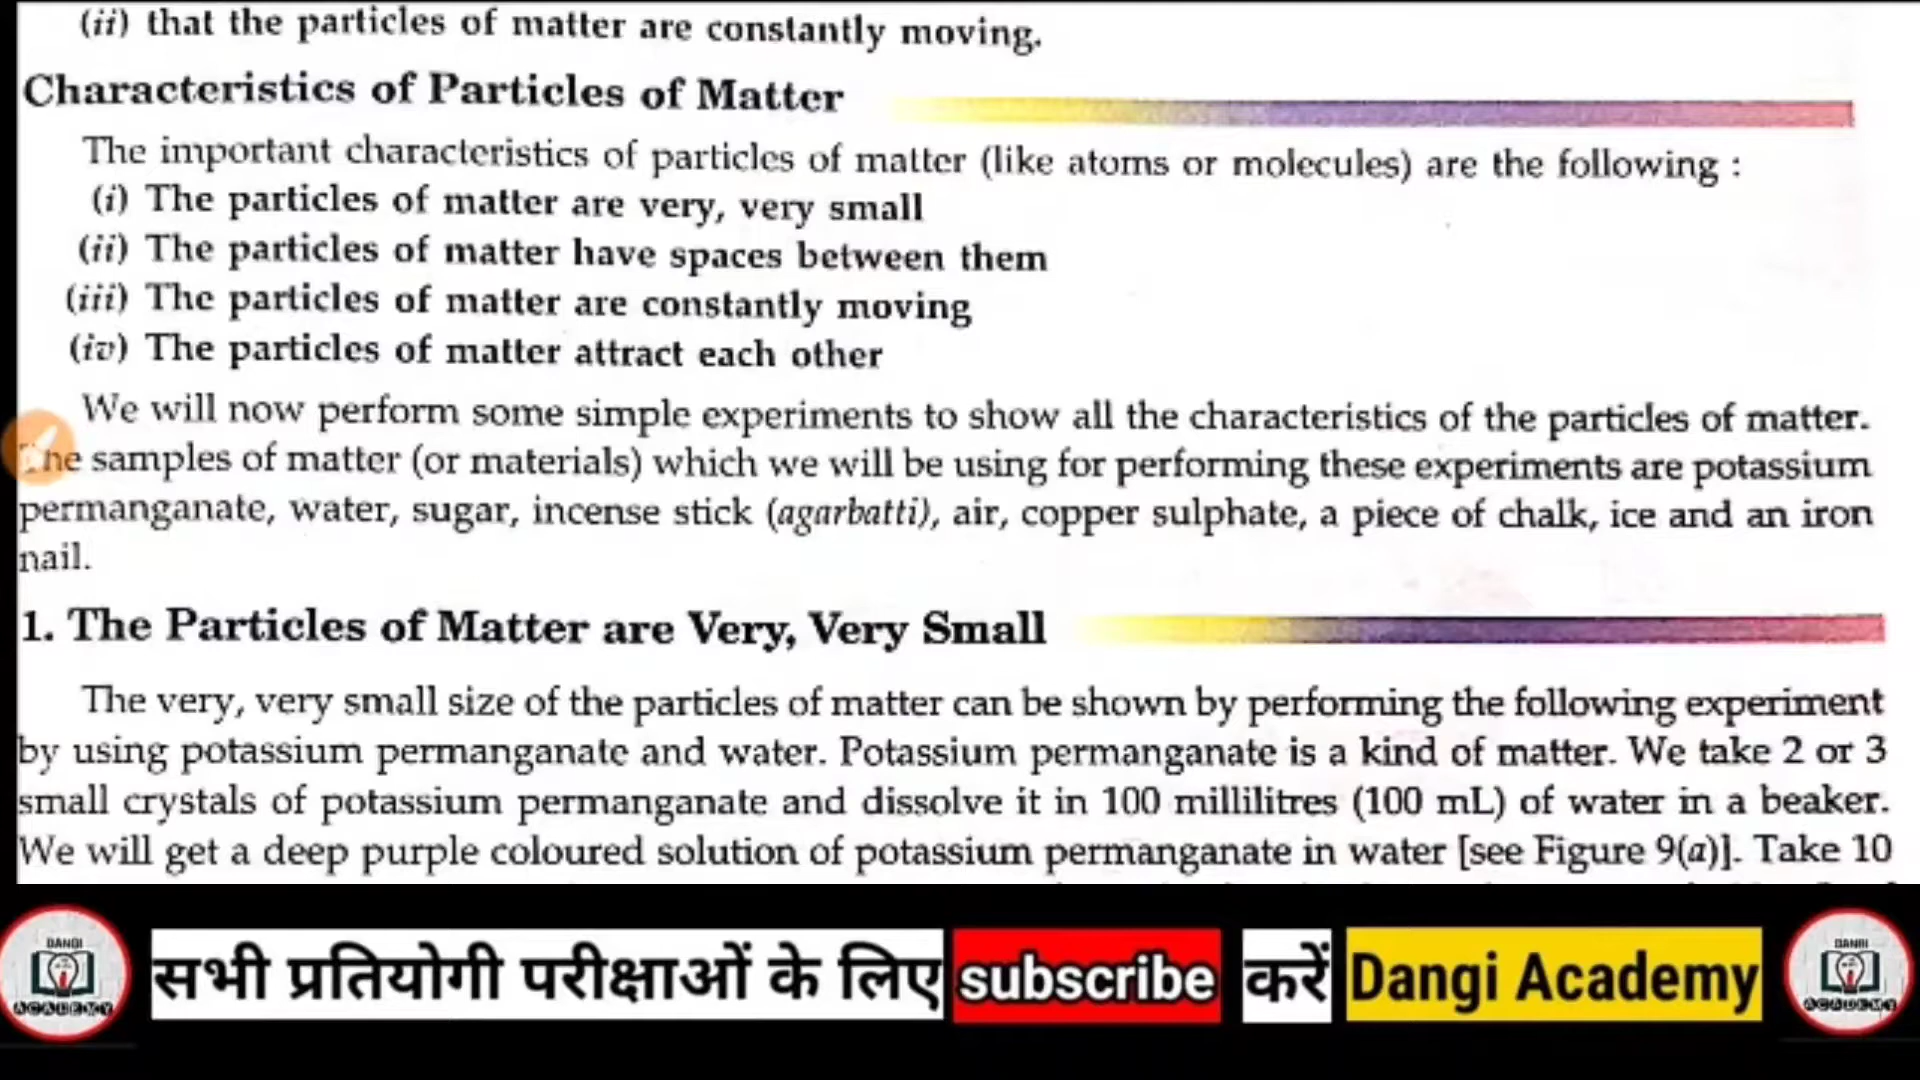 (ii) that the particles of matter are constantly moving.
Characteristics of Particles of Matter
The important characteristics of particles of matter (like atoms or molecules) are the following :
(i) The particles of matter are very, very small
(ii) The particles of matter have spaces between them
(iii) The particles of matter are constantly moving
(iv) The particles of matter attract each other
We will now perform some simple experiments to show all the characteristics of the particles of matter.
The samples of matter (or materials) which we will be using for performing these experiments are potassium
permanganate, water, sugar, incense stick (agarbatti), air, copper sulphate, a piece of chalk, ice and an iron
nail.
1. The Particles of Matter are Very, Very Small
The very, very small size of the particles of matter can be shown by performing the following experiment
by using potassium permanganate and water. Potassium permanganate is a kind of matter. We take 2 or 3
small crystals of potassium permanganate and dissolve it in 100 millilitres (100 mL) of water in a beaker.
We will get a deep purple coloured solution of potassium permanganate in water [see Figure 9(a)]. Take 10
DANGI
ACADEMY
सभी प्रतियोगी परीक्षाओं के लिए subscribe करें Dangi Academy
DANGI
ACADEMY